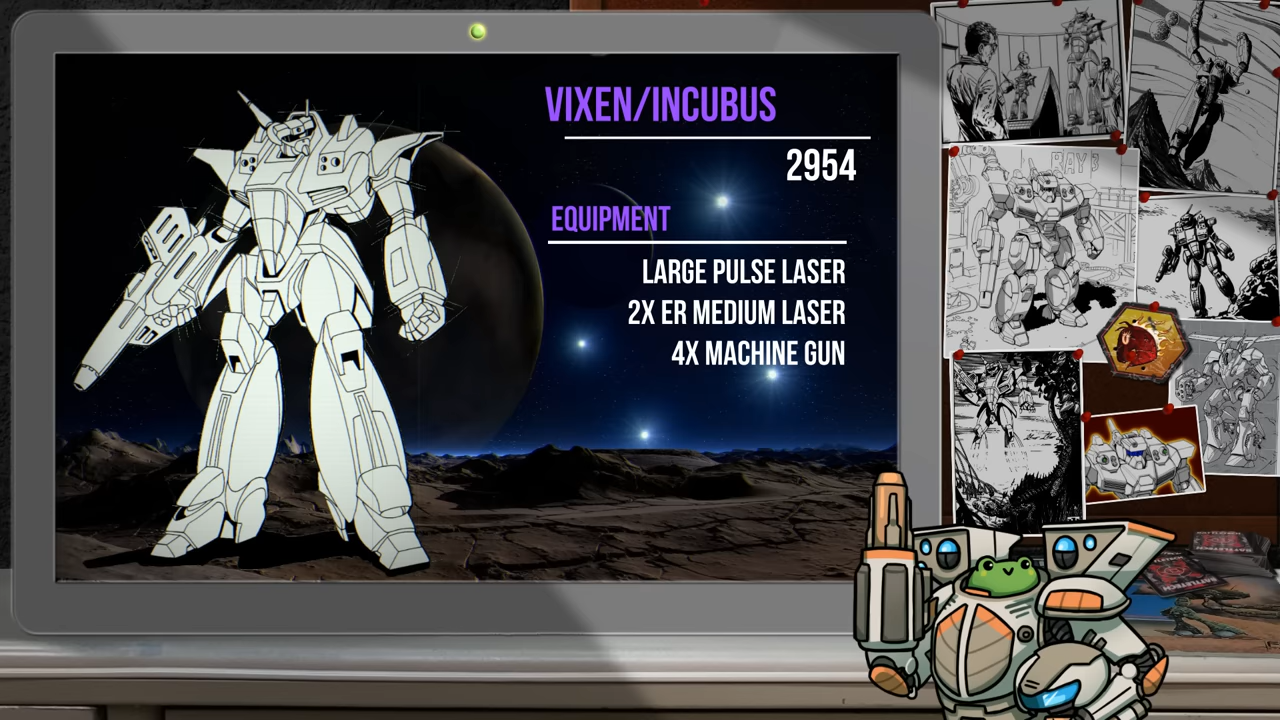 VIXEN/INCUBUS
2954
EQUIPMENT
LARGE PULSE LASER
2X ER MEDIUM LASER
4X MACHINE GUN